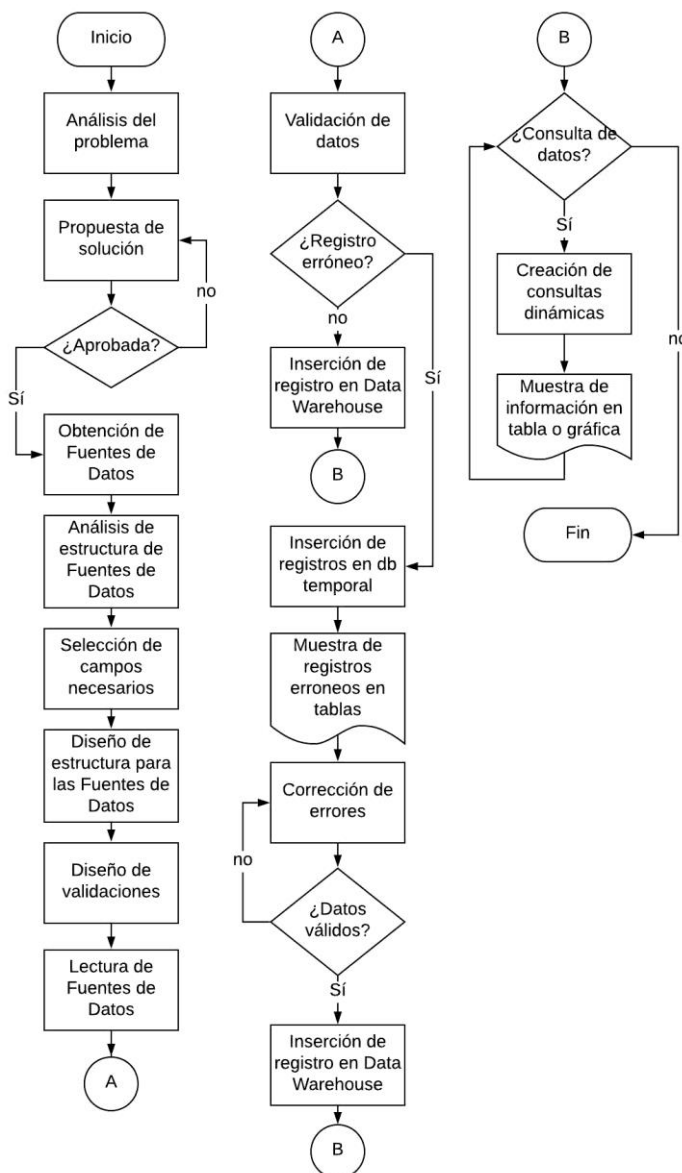 Inicio
Análisis del
problema
Propuesta de
solución
no
¿Aprobada?
Sí
Obtención de
Fuentes de
Datos
Análisis de
estructura de
Fuentes de
Datos
Selección de
campos
necesarios
Diseño de
estructura para
las Fuentes de
Datos
Diseño de
validaciones
Lectura de
Fuentes de
Datos
A
A
Validación de
datos
¿Registro
erróneo?
no
Sí
Inserción de
registro en Data
Warehouse
B
Inserción de
registros en db
temporal
Muestra de
registros
erroneos en
tablas
Corrección de
errores
no
¿Datos
válidos?
Sí
Inserción de
registro en Data
Warehouse
B
B
¿Consulta de
datos?
Sí
Creación de
consultas
dinámicas
no
Muestra de
información en
tabla o gráfica
Fin